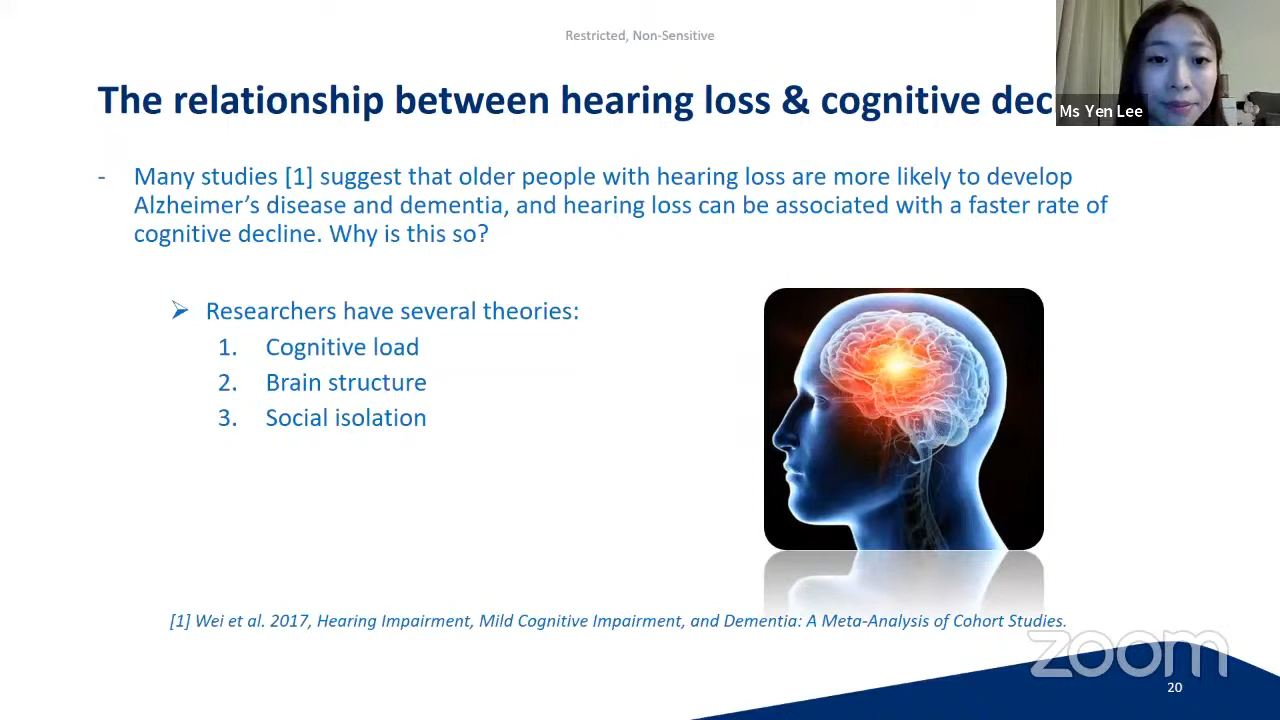 Restricted, Non-Sensitive
The relationship between hearing loss & cognitive dec
Ms Yen Lee
- Many studies [1] suggest that older people with hearing loss are more likely to develop
Alzheimer’s disease and dementia, and hearing loss can be associated with a faster rate of
cognitive decline. Why is this so?
➢ Researchers have several theories:
1. Cognitive load
2. Brain structure
3. Social isolation
[1] Wei et al. 2017, Hearing Impairment, Mild Cognitive Impairment, and Dementia: A Meta-Analysis of Cohort Studies.
zoom
20